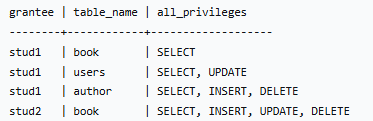 grantee | table_name | all_privileges
--------+------------+-------------------
stud1 | book | SELECT
stud1 | users | SELECT, UPDATE
stud1 | author | SELECT, INSERT, DELETE
stud2 | book | SELECT, INSERT, UPDATE, DELETE